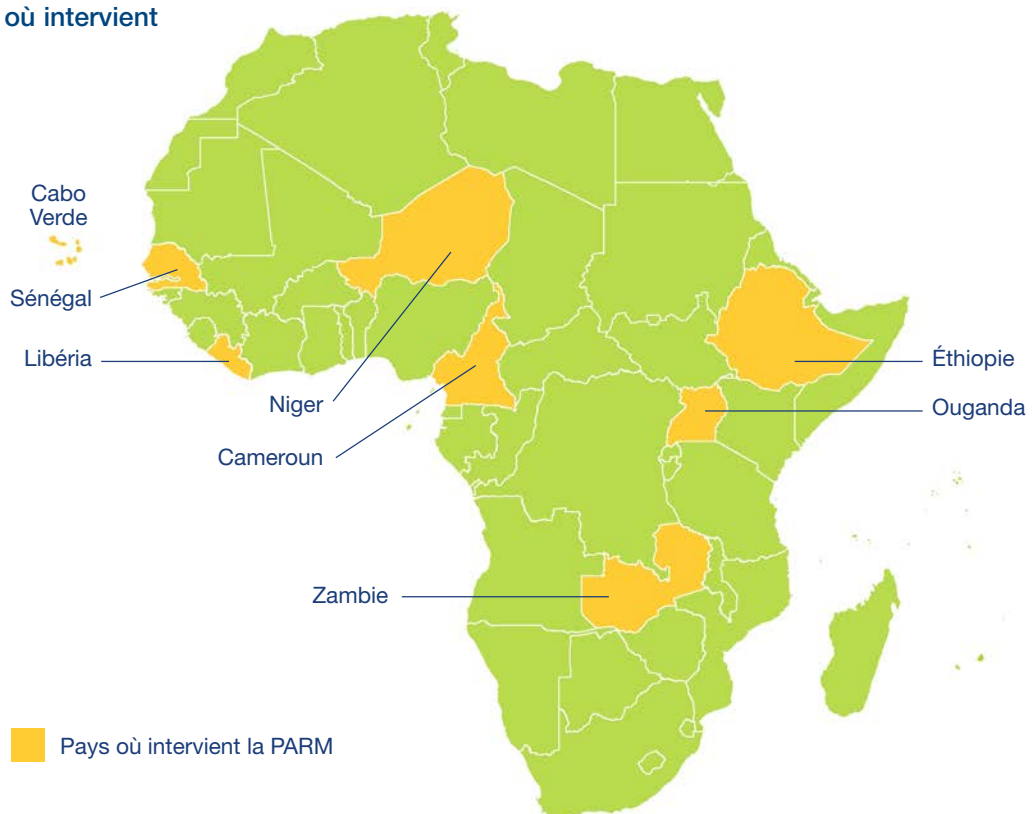 où intervient
Cabo
Verde
Sénégal
Libéria
Niger
Cameroun
Éthiopie
Ouganda
Zambie
Pays où intervient la PARM